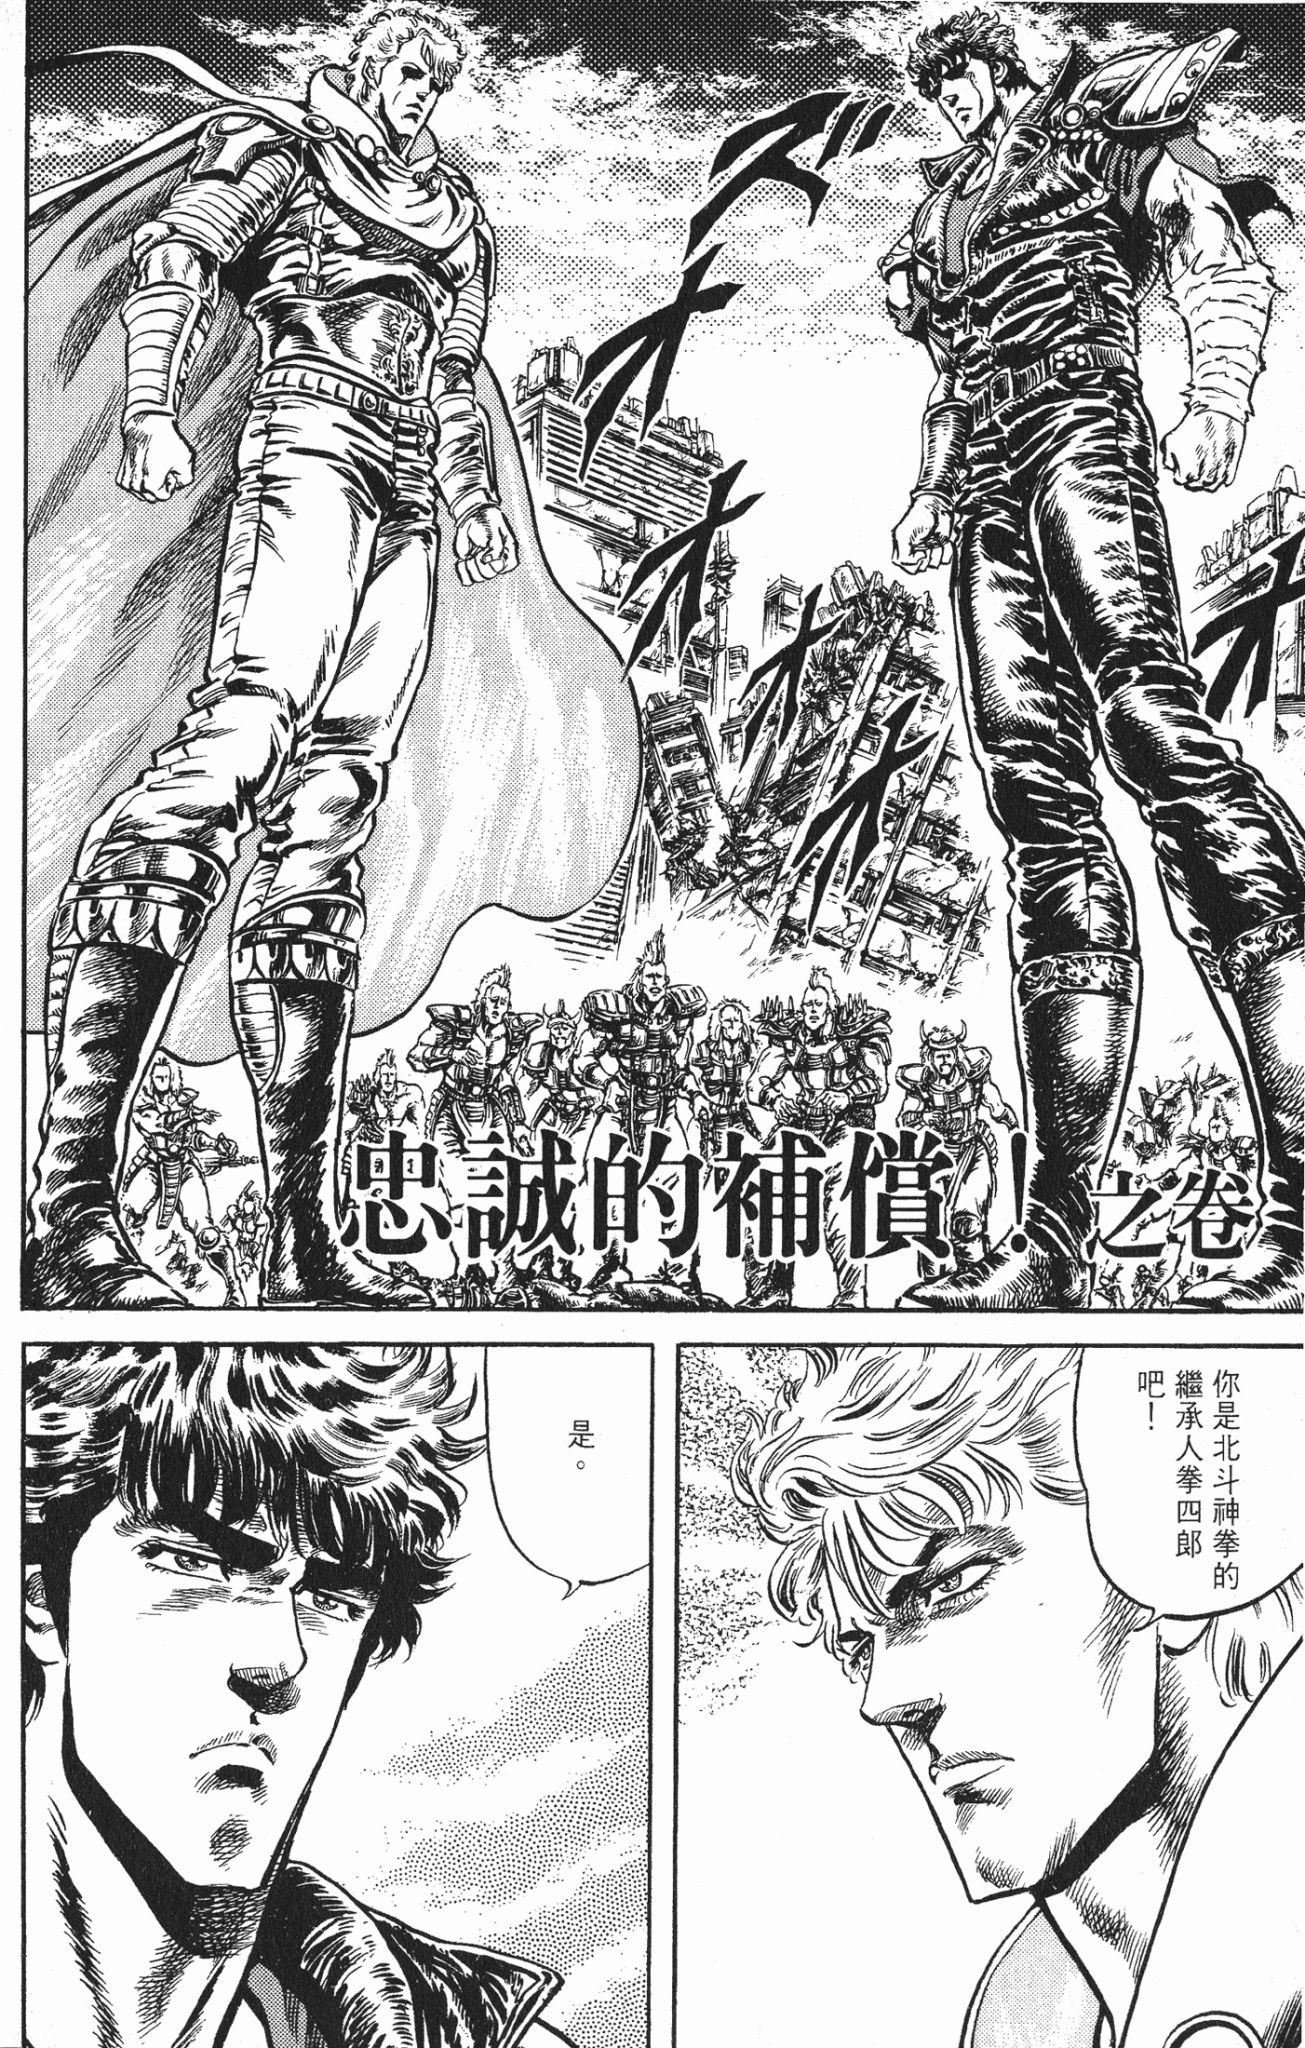 ズオオオオオ
忠誠的補償！之卷
你是北斗神拳的
繼承人拳四郎
吧！
是。